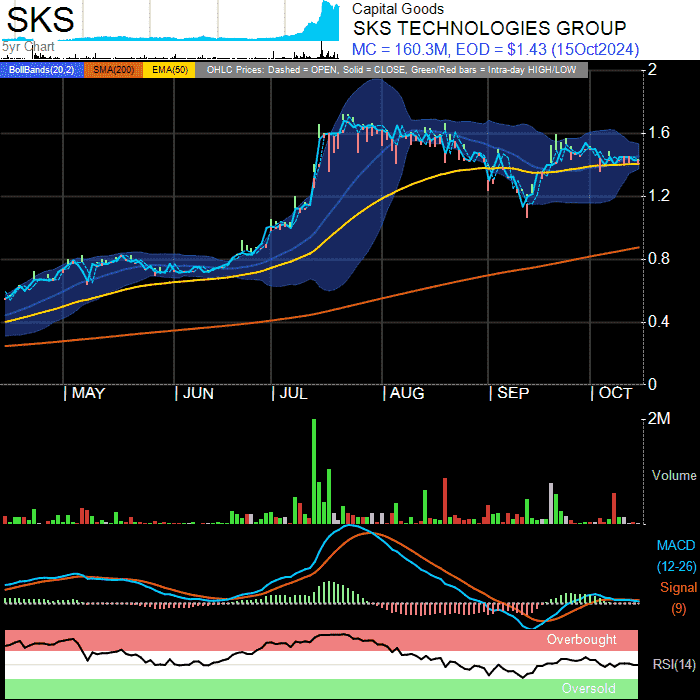 SKS
Capital Goods
SKS TECHNOLOGIES GROUP
5yr Chart
MC = 160.3M, EOD = $1.43 (15Oct2024)
BollBands(20,2) SMA(200) EMA(50) OHLC Prices: Dashed = OPEN, Solid = CLOSE, Green/Red bars = Intra-day HIGH/LOW
2
1.6
1.2
0.8
0.4
0
MAY JUN JUL AUG SEP OCT
2M
Volume
MACD
(12-26)
Signal
(9)
Overbought
RSI(14)
Oversold